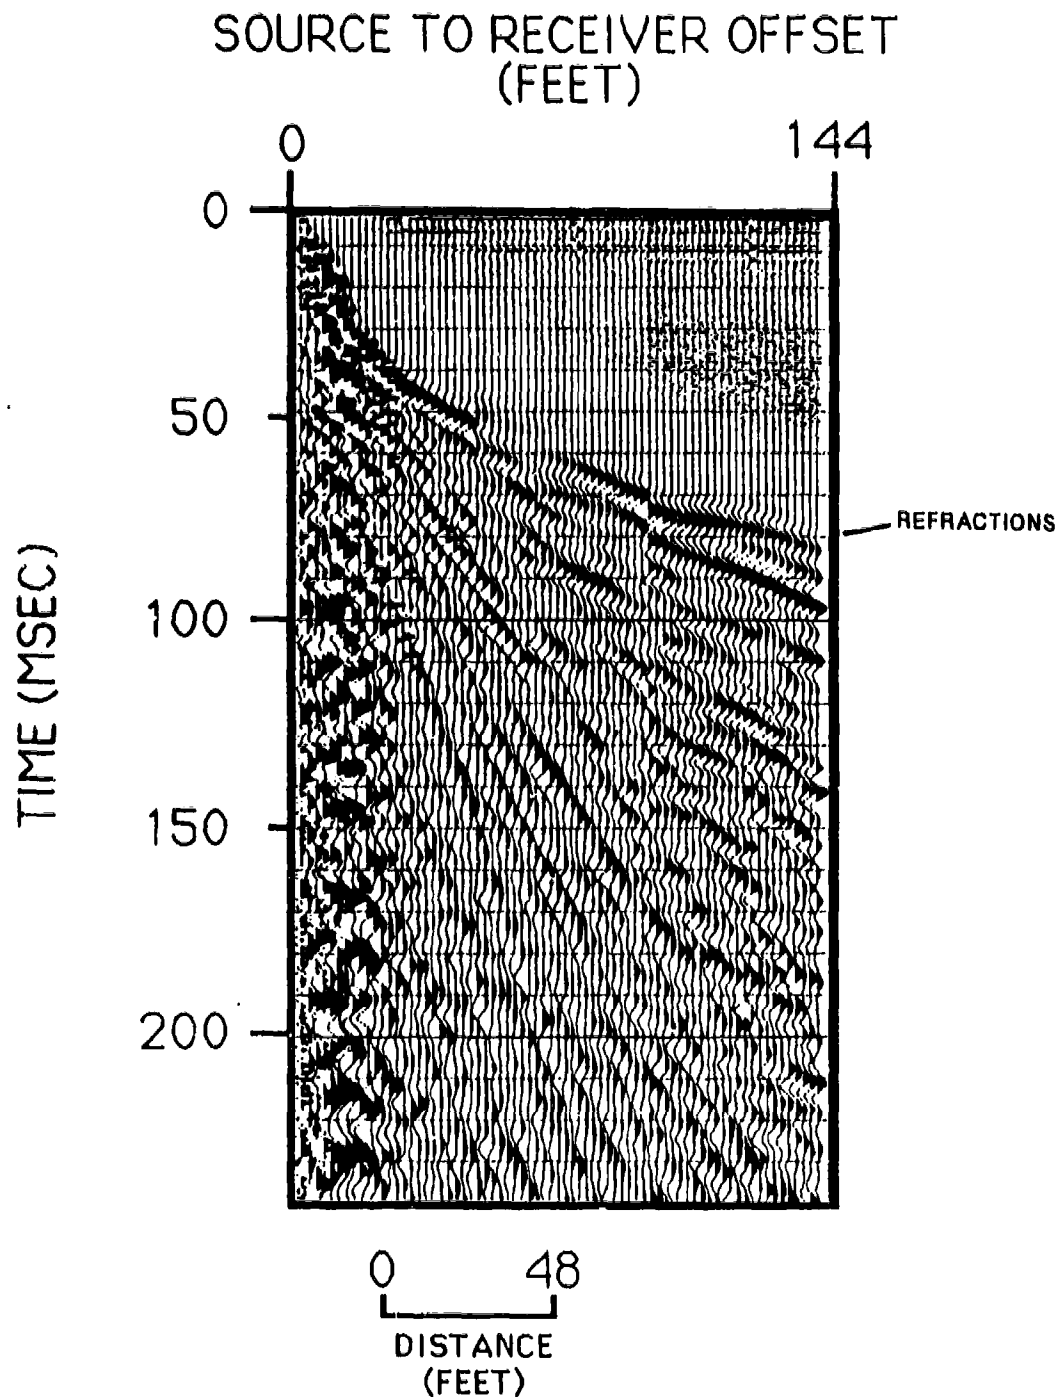 SOURCE TO RECEIVER OFFSET
(FEET)
0 144
0
50
REFRACTIONS
100
150
200
TIME (MSEC)
0 48
DISTANCE
(FEET)